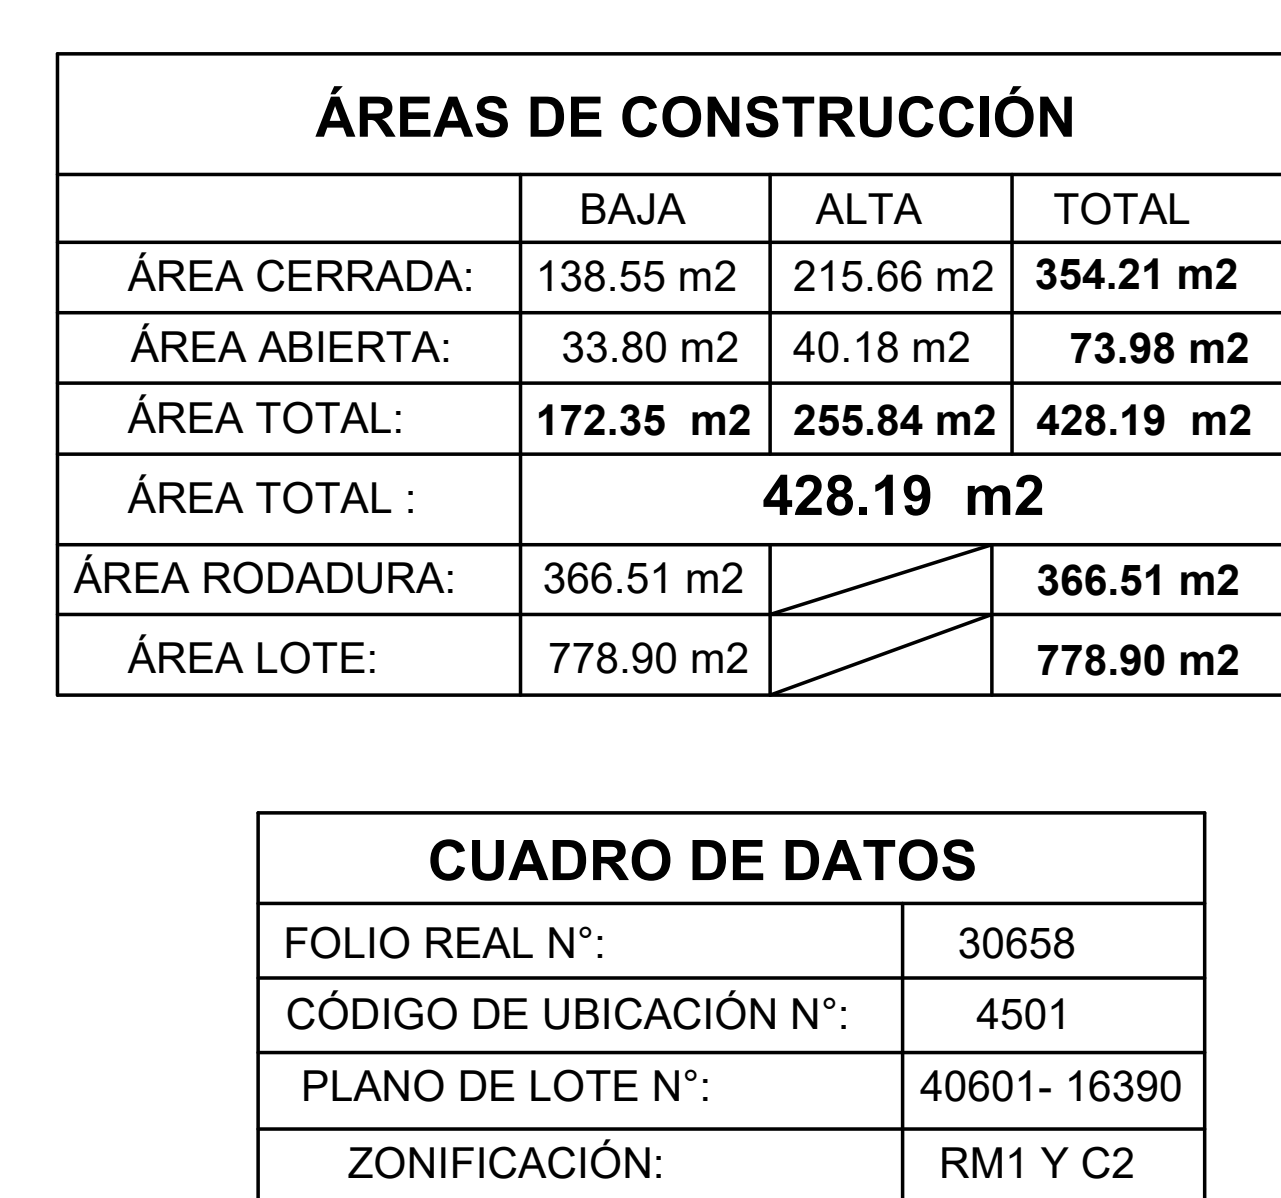 ÁREAS DE CONSTRUCCIÓN
BAJA ALTA TOTAL
ÁREA CERRADA: 138.55 m2 215.66 m2 354.21 m2
ÁREA ABIERTA: 33.80 m2 40.18 m2 73.98 m2
ÁREA TOTAL: 172.35 m2 255.84 m2 428.19 m2
ÁREA TOTAL : 428.19 m2
ÁREA RODADURA: 366.51 m2 366.51 m2
ÁREA LOTE: 778.90 m2 778.90 m2
CUADRO DE DATOS
FOLIO REAL N°: 30658
CÓDIGO DE UBICACIÓN N°: 4501
PLANO DE LOTE N°: 40601- 16390
ZONIFICACIÓN: RM1 Y C2